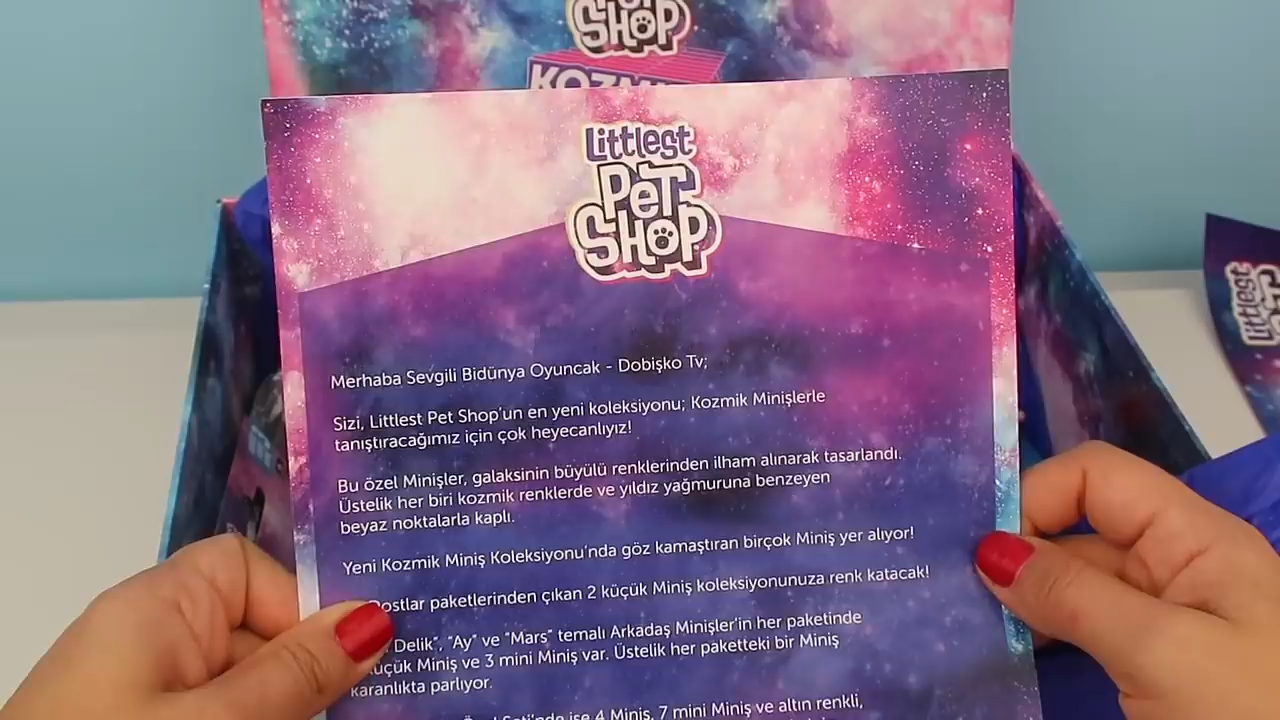 SHOP
Littlest
PET
SHOP
Littlest
Merhaba Sevgili Bidünya Oyuncak - Dobişko Tv;
Sizi, Littlest Pet Shop'un en yeni koleksiyonu; Kozmik Minişlerle
tanıştıracağımız için çok heyecanlıyız!
Bu özel Minişler, galaksinin büyülü renklerinden ilham alınarak tasarlandı.
Üstelik her biri kozmik renklerde ve yıldız yağmuruna benzeyen
beyaz noktalarla kaplı.
Yeni Kozmik Miniş Koleksiyonu'nda göz kamaştıran birçok Miniş yer alıyor!
paketlerinden çıkan 2 küçük Miniş koleksiyonunuza renk katacak!
Delik", "Ay" ve "Mars" temalı Arkadaş Minişler'in her paketinde
Miniş ve 3 mini Miniş var. Üstelik her paketteki bir Miniş
karanlıkta parlıyor.
ise 4 Miniş, 7 mini Miniş ve altın renkli,